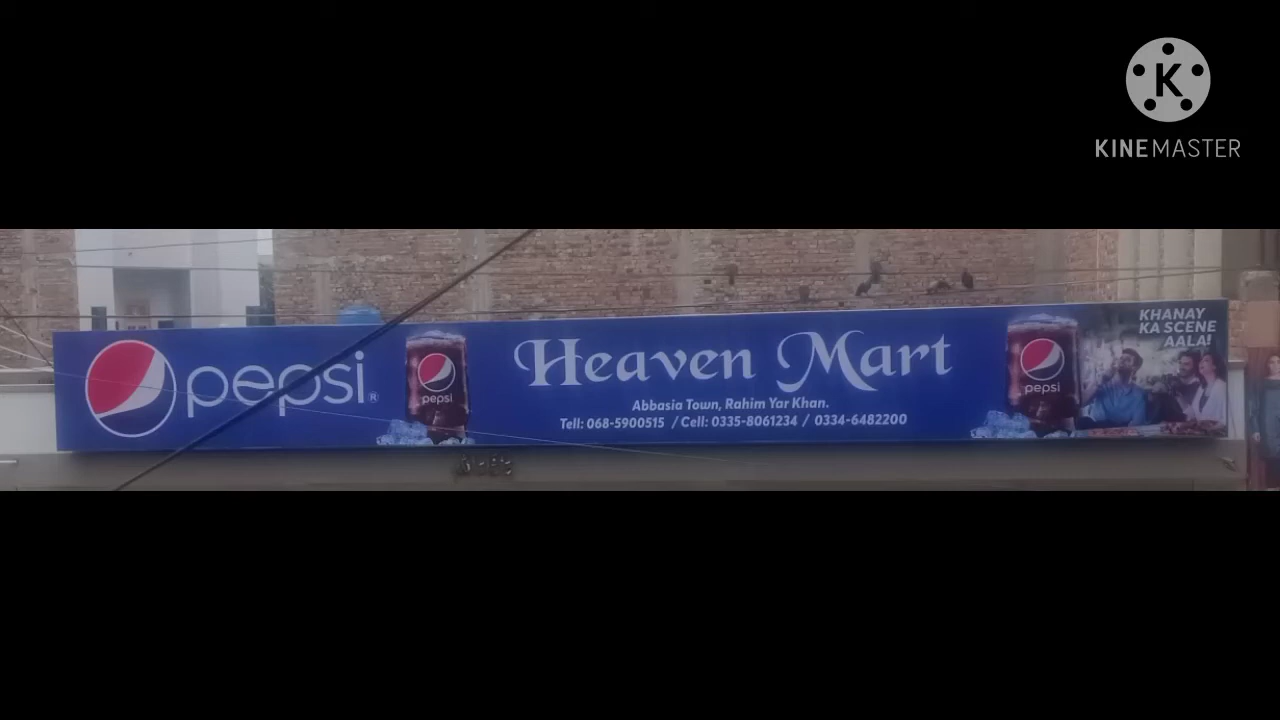 KINEMASTER
pepsi®
pepsi
Heaven Mart
Abbasia Town, Rahim Yar Khan.
Tell: 068-5900515 / Cell: 0335-8061234 / 0334-6482200
pepsi
KHANAY
KA SCENE
AALA!